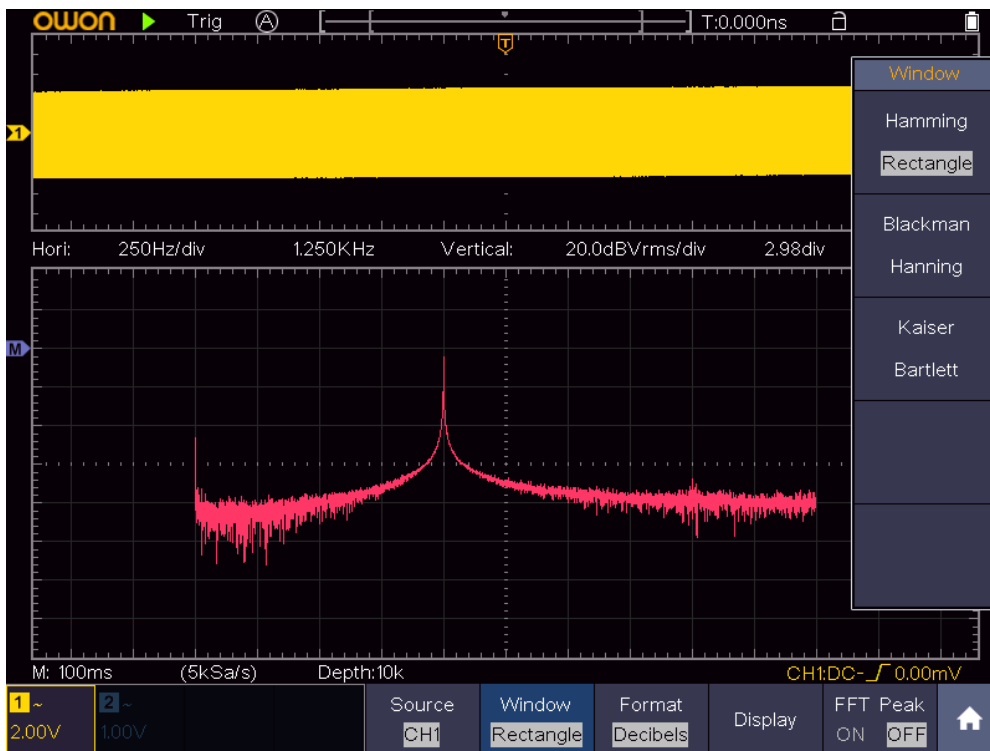 OWON Trig A T:0.000ns
T
Window
Hamming
1
Rectangle
Blackman
Hori: 250Hz/div 1.250KHz Vertical: 20.0dBVrms/div 2.98div
Hanning
Kaiser
M
Bartlett
M: 100ms (5kSa/s) Depth:10k CH1:DC- 0.00mV
1 ~ 2 ~ Source Window Format Display FFT Peak
2.00V 1.00V CH1 Rectangle Decibels ON OFF